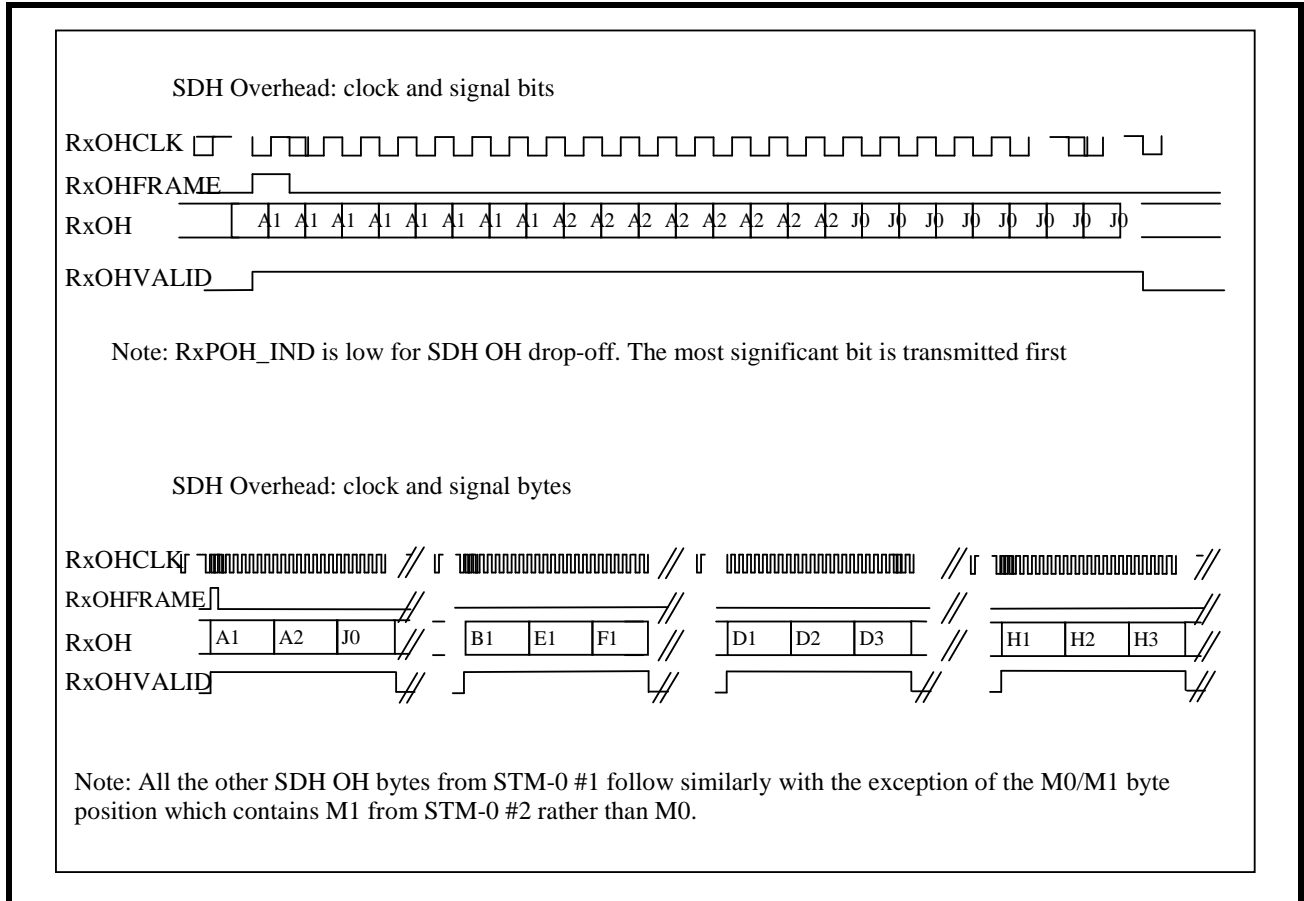 SDH Overhead: clock and signal bits
RxOHCLK
RxOHFRAME
RxOH A1 A1 A1 A1 A1 A1 A1 A1 A2 A2 A2 A2 A2 A2 A2 A2 J0 J0 J0 J0 J0 J0 J0 J0
RxOHVALID
Note: RxPOH_IND is low for SDH OH drop-off. The most significant bit is transmitted first
SDH Overhead: clock and signal bytes
RxOHCLK
RxOHFRAME
RxOH A1 A2 J0 B1 E1 F1 D1 D2 D3 H1 H2 H3
RxOHVALID
Note: All the other SDH OH bytes from STM-0 #1 follow similarly with the exception of the M0/M1 byte
position which contains M1 from STM-0 #2 rather than M0.